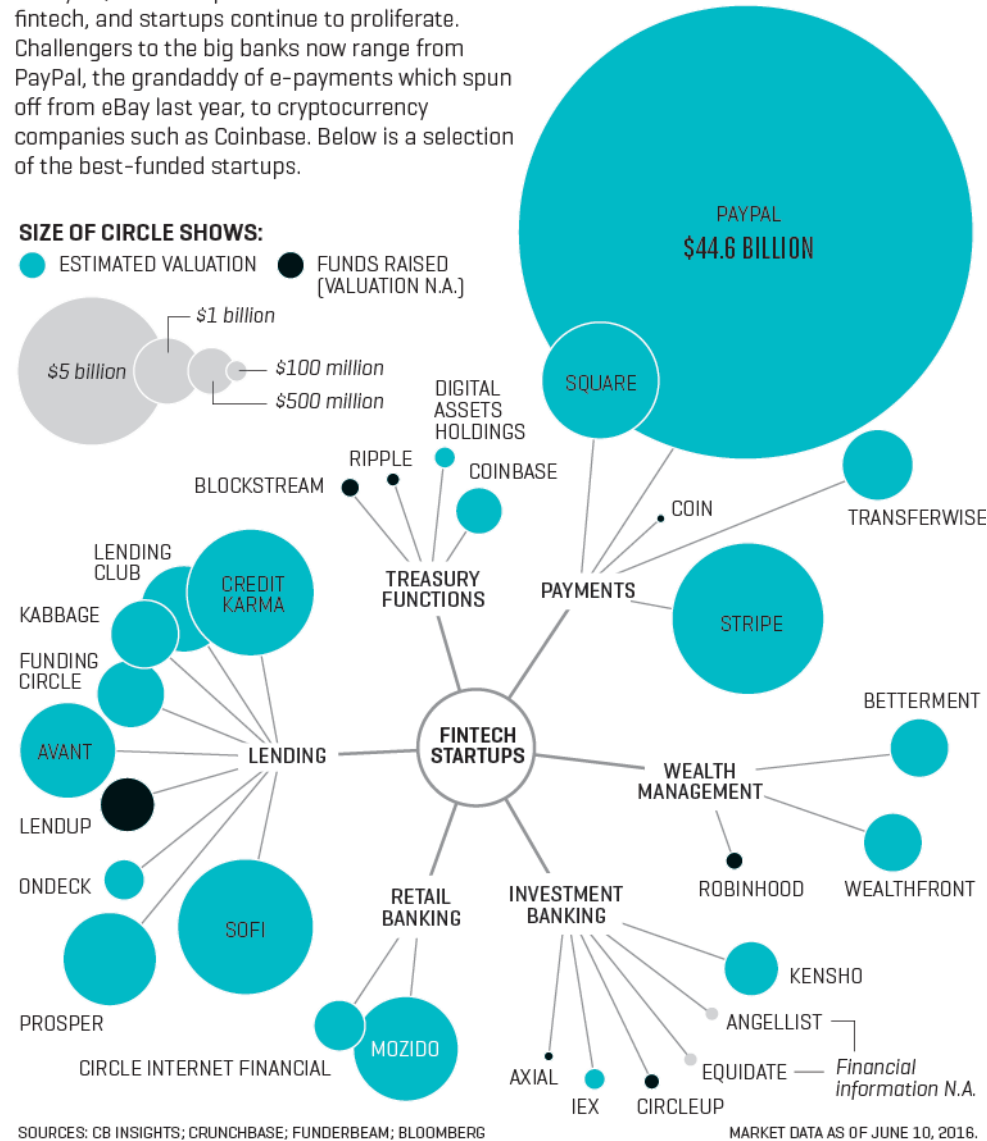 fintech, and startups continue to proliferate.
Challengers to the big banks now range from
PayPal, the grandaddy of e-payments which spun
off from eBay last year, to cryptocurrency
companies such as Coinbase. Below is a selection
of the best-funded startups.
SIZE OF CIRCLE SHOWS:
ESTIMATED VALUATION
FUNDS RAISED
(VALUATION N.A.)
$5 billion
$1 billion
$100 million
$500 million
PAYPAL
$44.6 BILLION
SQUARE
DIGITAL
ASSETS
HOLDINGS
RIPPLE
BLOCKSTREAM
COINBASE
COIN
TRANSFERWISE
LENDING
CLUB
CREDIT
KARMA
TREASURY
FUNCTIONS
PAYMENTS
STRIPE
KABBAGE
FUNDING
CIRCLE
AVANT
LENDING
FINTECH
STARTUPS
BETTERMENT
WEALTH
MANAGEMENT
LENDUP
ONDECK
ROBINHOOD
WEALTHFRONT
RETAIL
BANKING
INVESTMENT
BANKING
SOFI
PROSPER
KENSHO
ANGELLIST
CIRCLE INTERNET FINANCIAL
MOZIDO
AXIAL
IEX
CIRCLEUP
EQUIDATE
Financial
information N.A.
SOURCES: CB INSIGHTS; CRUNCHBASE; FUNDERBEAM; BLOOMBERG
MARKET DATA AS OF JUNE 10, 2016.